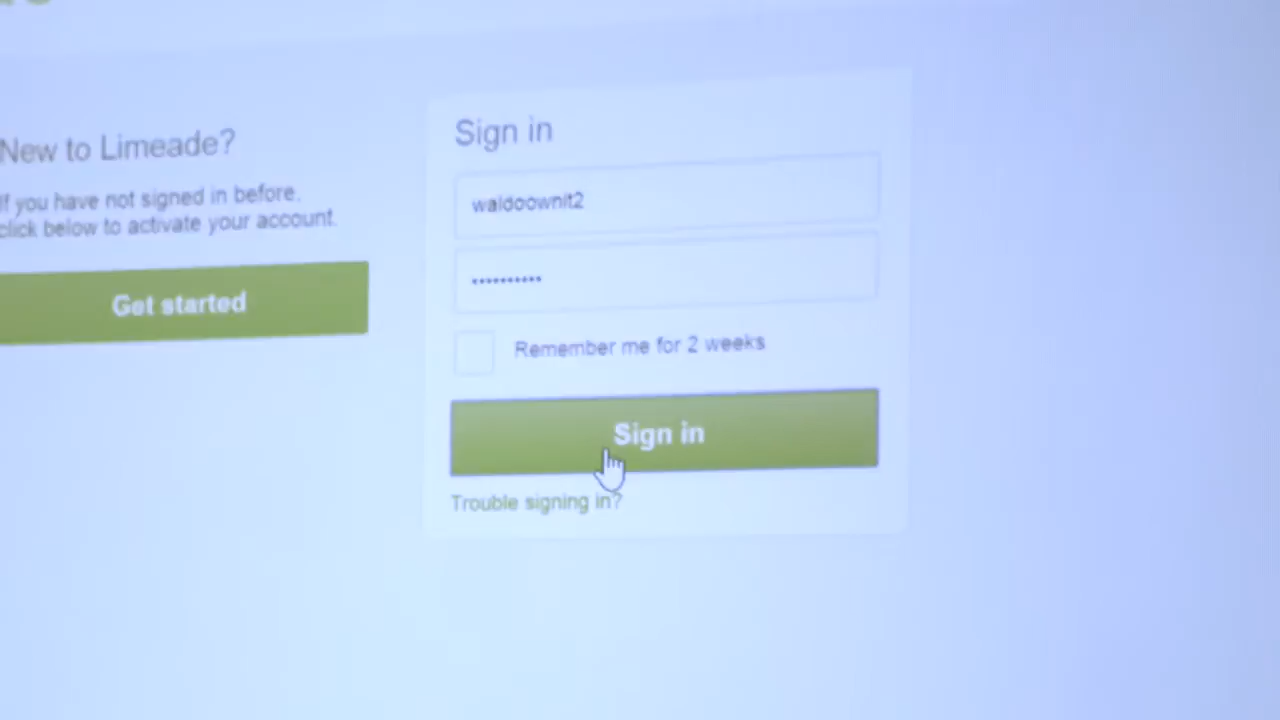 New to Limeade?
If you have not signed in before,
click below to activate your account.
Get started
Sign in
waldoownit2
••••••••••
Remember me for 2 weeks
Sign in
Trouble signing in?